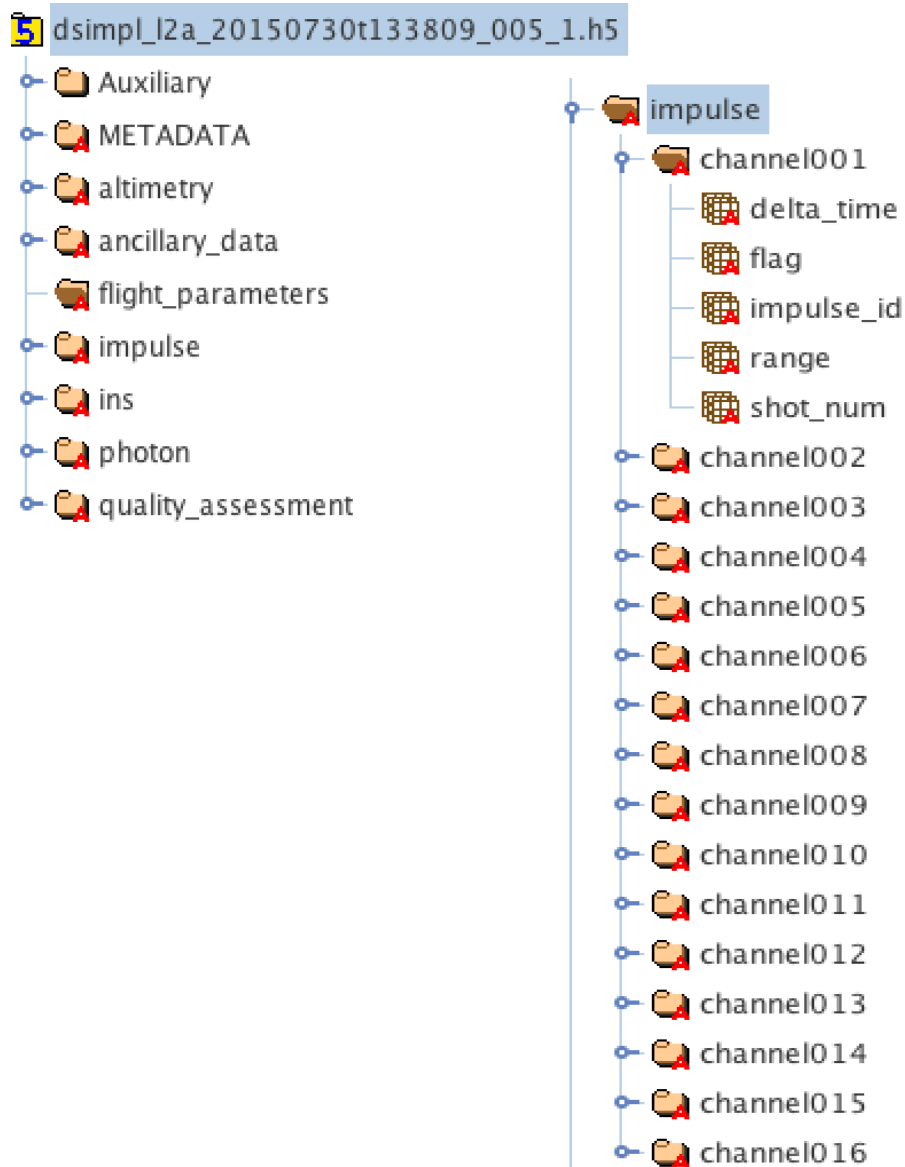 dsimpl_l2a_20150730t133809_005_1.h5
Auxiliary
METADATA
altimetry
ancillary_data
flight_parameters
impulse
ins
photon
quality_assessment
impulse
channel001
delta_time
flag
impulse_id
range
shot_num
channel002
channel003
channel004
channel005
channel006
channel007
channel008
channel009
channel010
channel011
channel012
channel013
channel014
channel015
channel016